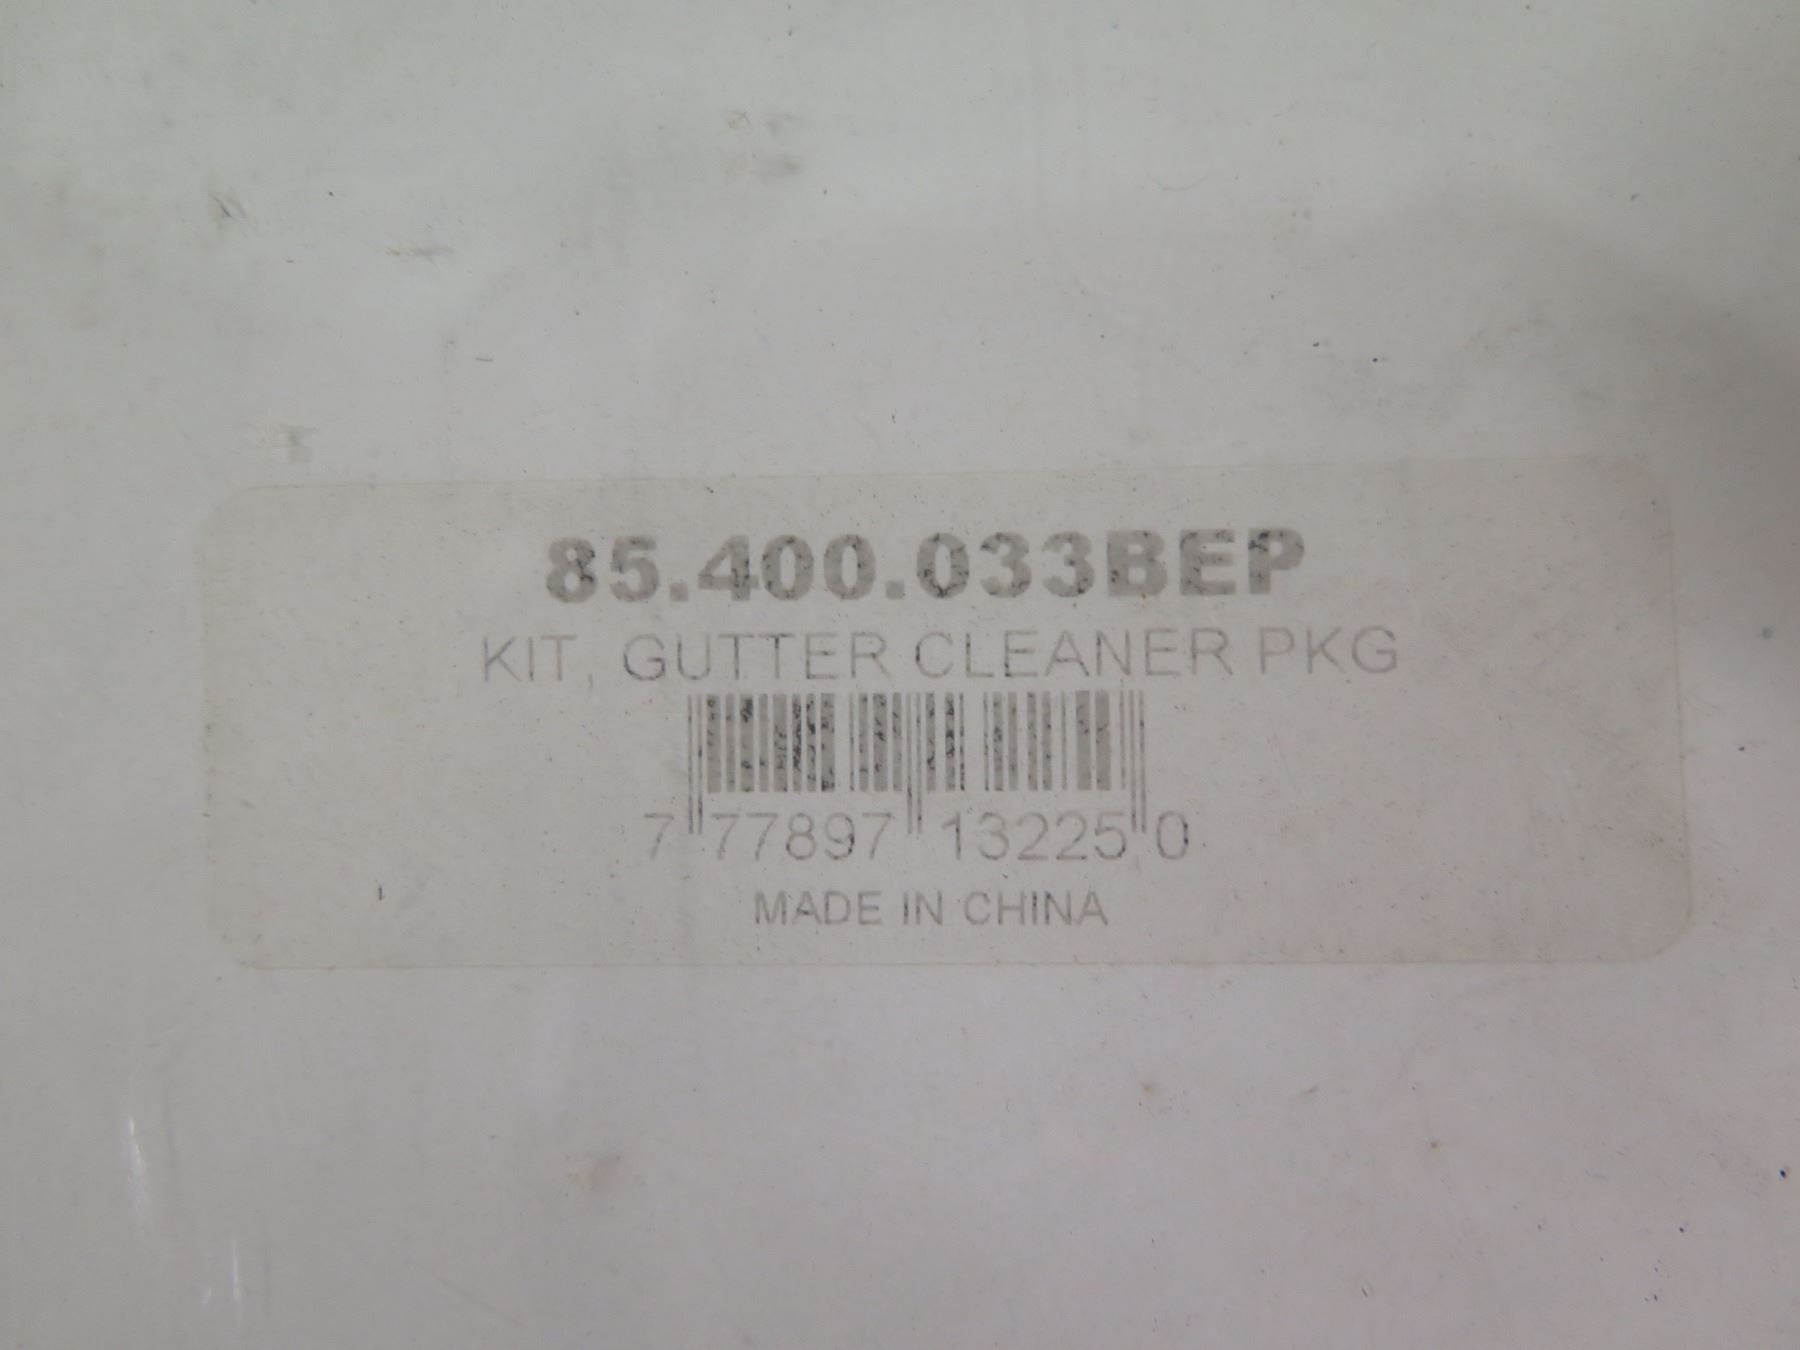 85.400.033BEP
KIT, GUTTER CLEANER PKG
7 77897 13225 0
MADE IN CHINA